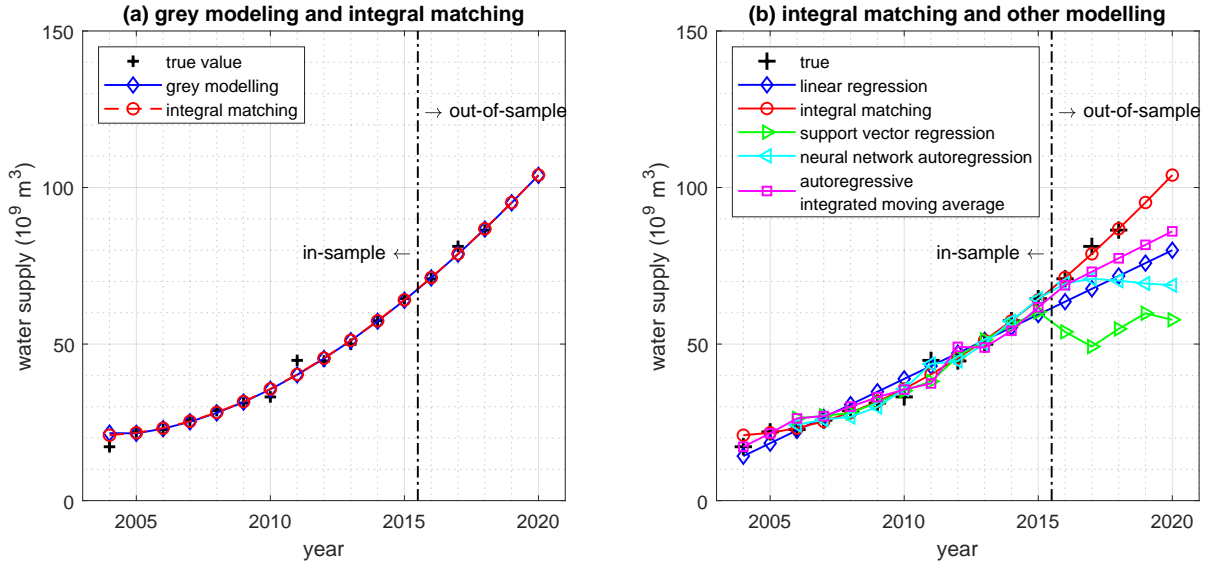 (a) grey modeling and integral matching
150
100
50
0
water supply (10⁹ m³)
true value
grey modelling
integral matching
→ out-of-sample
in-sample ←
2005
2010
2015
2020
year
(b) integral matching and other modelling
150
100
50
0
water supply (10⁹ m³)
true
linear regression
integral matching
support vector regression
neural network autoregression
autoregressive
integrated moving average
→ out-of-sample
in-sample ←
2005
2010
2015
2020
year